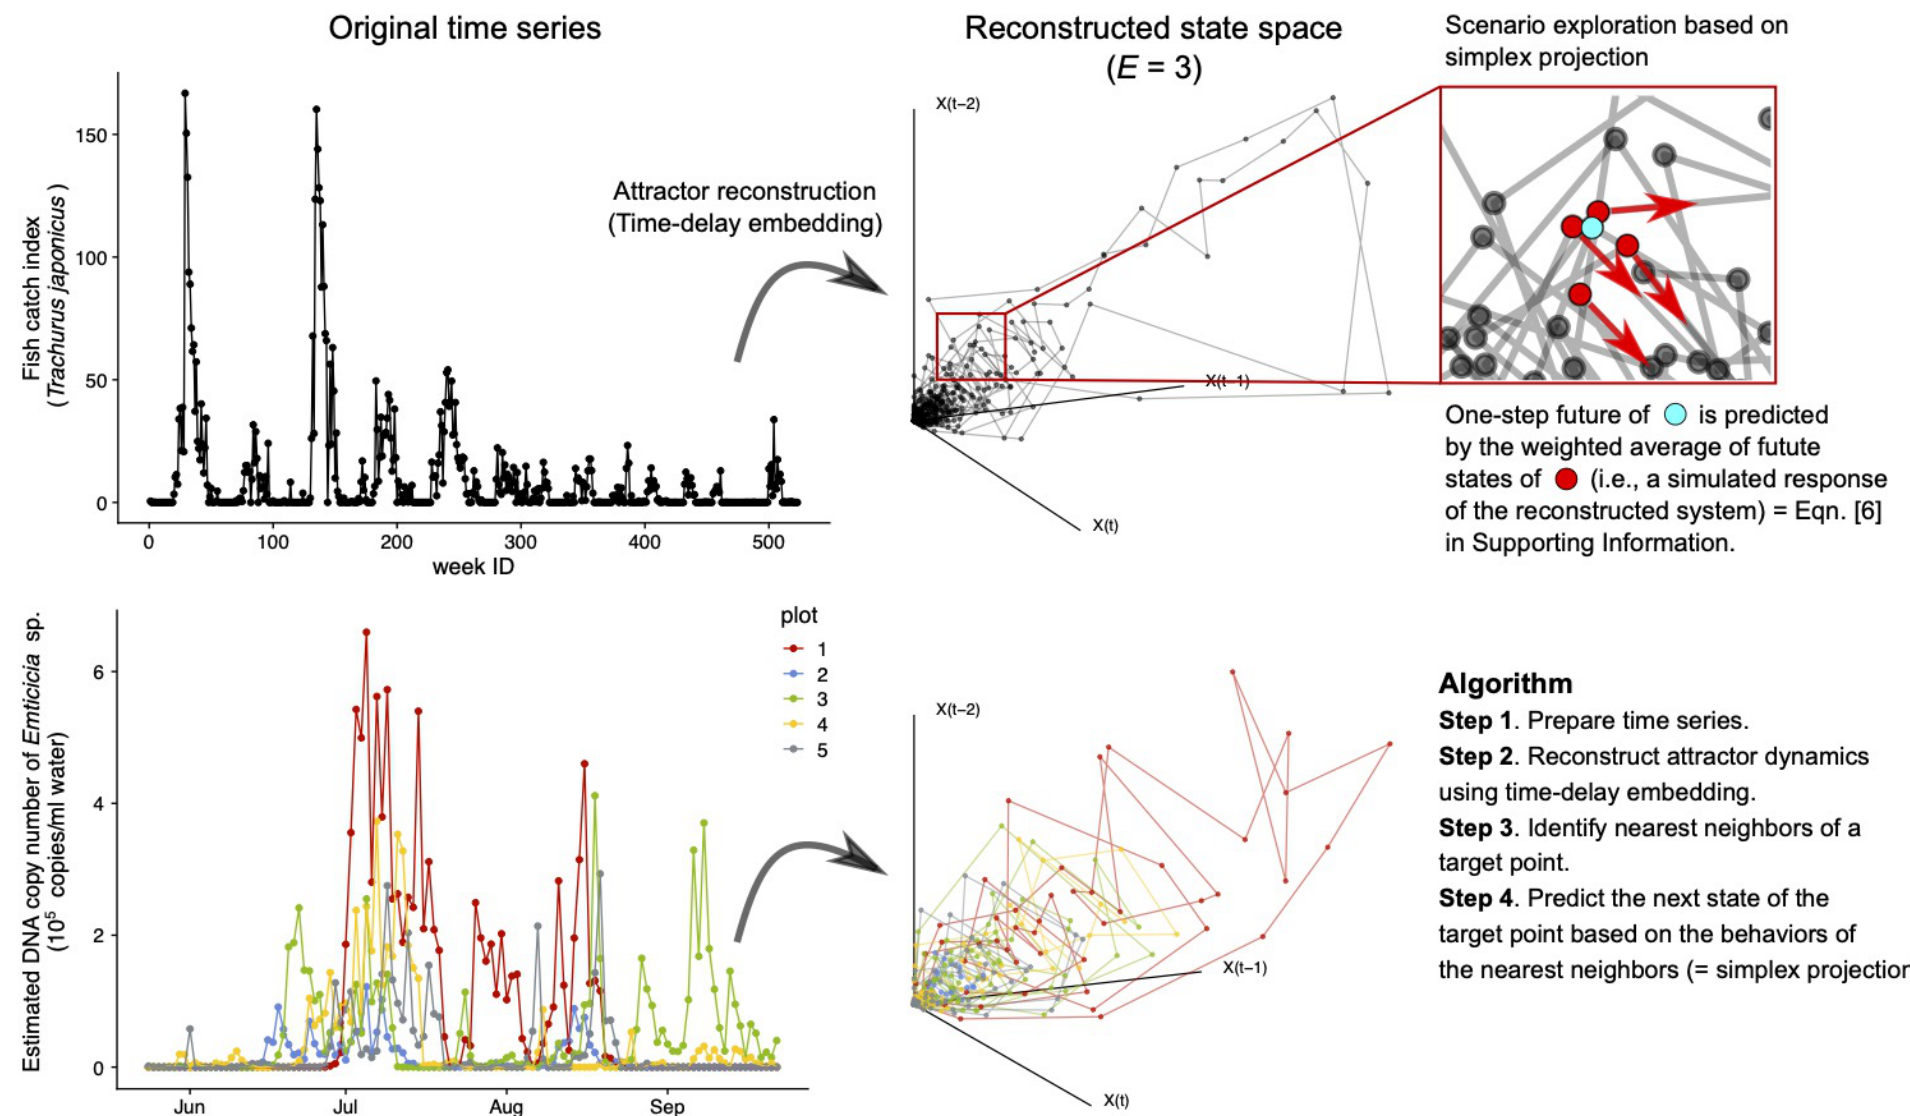 Original time series
Reconstructed state space
(E = 3)
Scenario exploration based on
simplex projection
Fish catch index
(Trachurus japonicus)
150
100
50
0
0
100
200
300
400
500
week ID
Attractor reconstruction
(Time-delay embedding)
X(t−2)
X(t−1)
X(t)
One-step future of is predicted
by the weighted average of futute
states of (i.e., a simulated response
of the reconstructed system) = Eqn. [6]
in Supporting Information.
Estimated DNA copy number of Emticicia sp.
(10⁵ copies/ml water)
6
4
2
0
Jun
Jul
Aug
Sep
plot
1
2
3
4
5
X(t−2)
X(t−1)
X(t)
Algorithm
Step 1. Prepare time series.
Step 2. Reconstruct attractor dynamics
using time-delay embedding.
Step 3. Identify nearest neighbors of a
target point.
Step 4. Predict the next state of the
target point based on the behaviors of
the nearest neighbors (= simplex projection